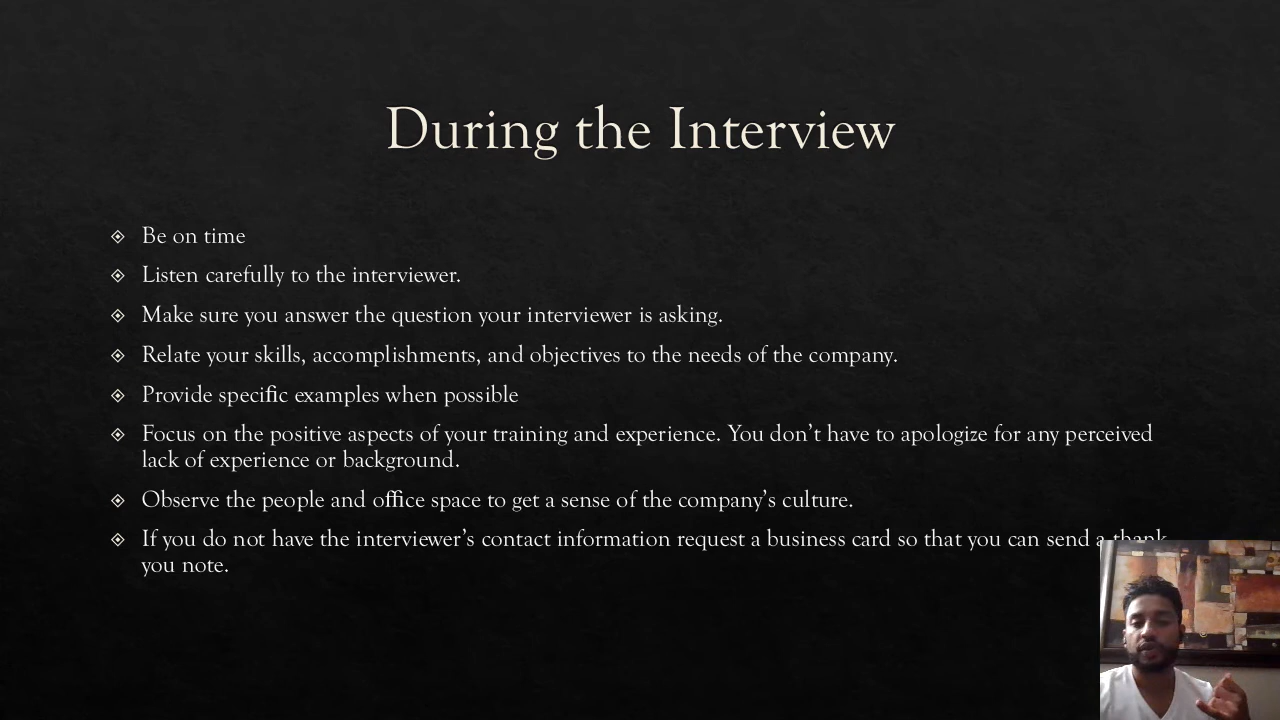 During the Interview
Be on time
Listen carefully to the interviewer.
Make sure you answer the question your interviewer is asking.
Relate your skills, accomplishments, and objectives to the needs of the company.
Provide specific examples when possible
Focus on the positive aspects of your training and experience. You don’t have to apologize for any perceived
lack of experience or background.
Observe the people and office space to get a sense of the company’s culture.
If you do not have the interviewer’s contact information request a business card so that you can send a thank
you note.